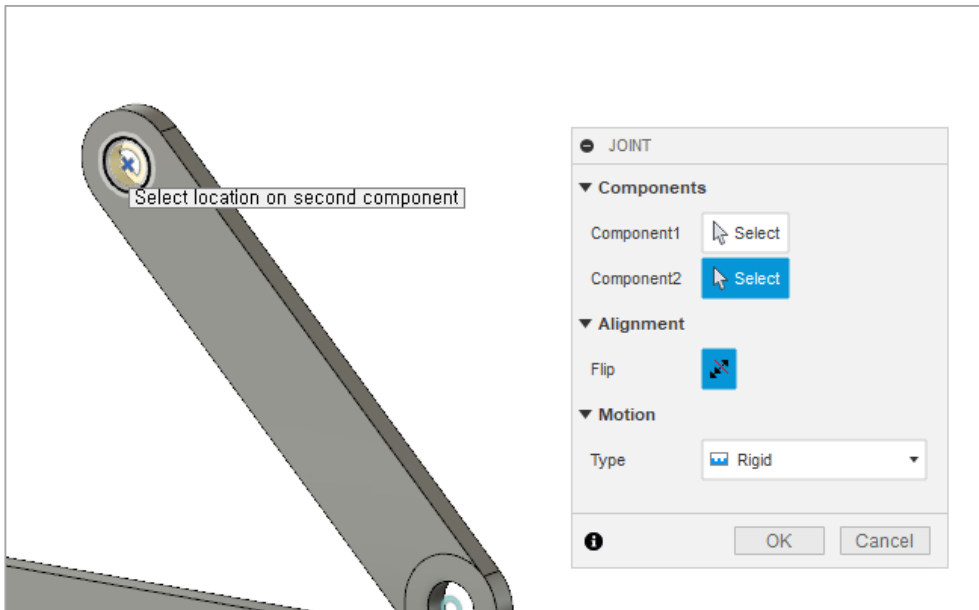 JOINT
Components
Component1 Select
Component2 Select
Alignment
Flip
Motion
Type Rigid
OK Cancel
Select location on second component